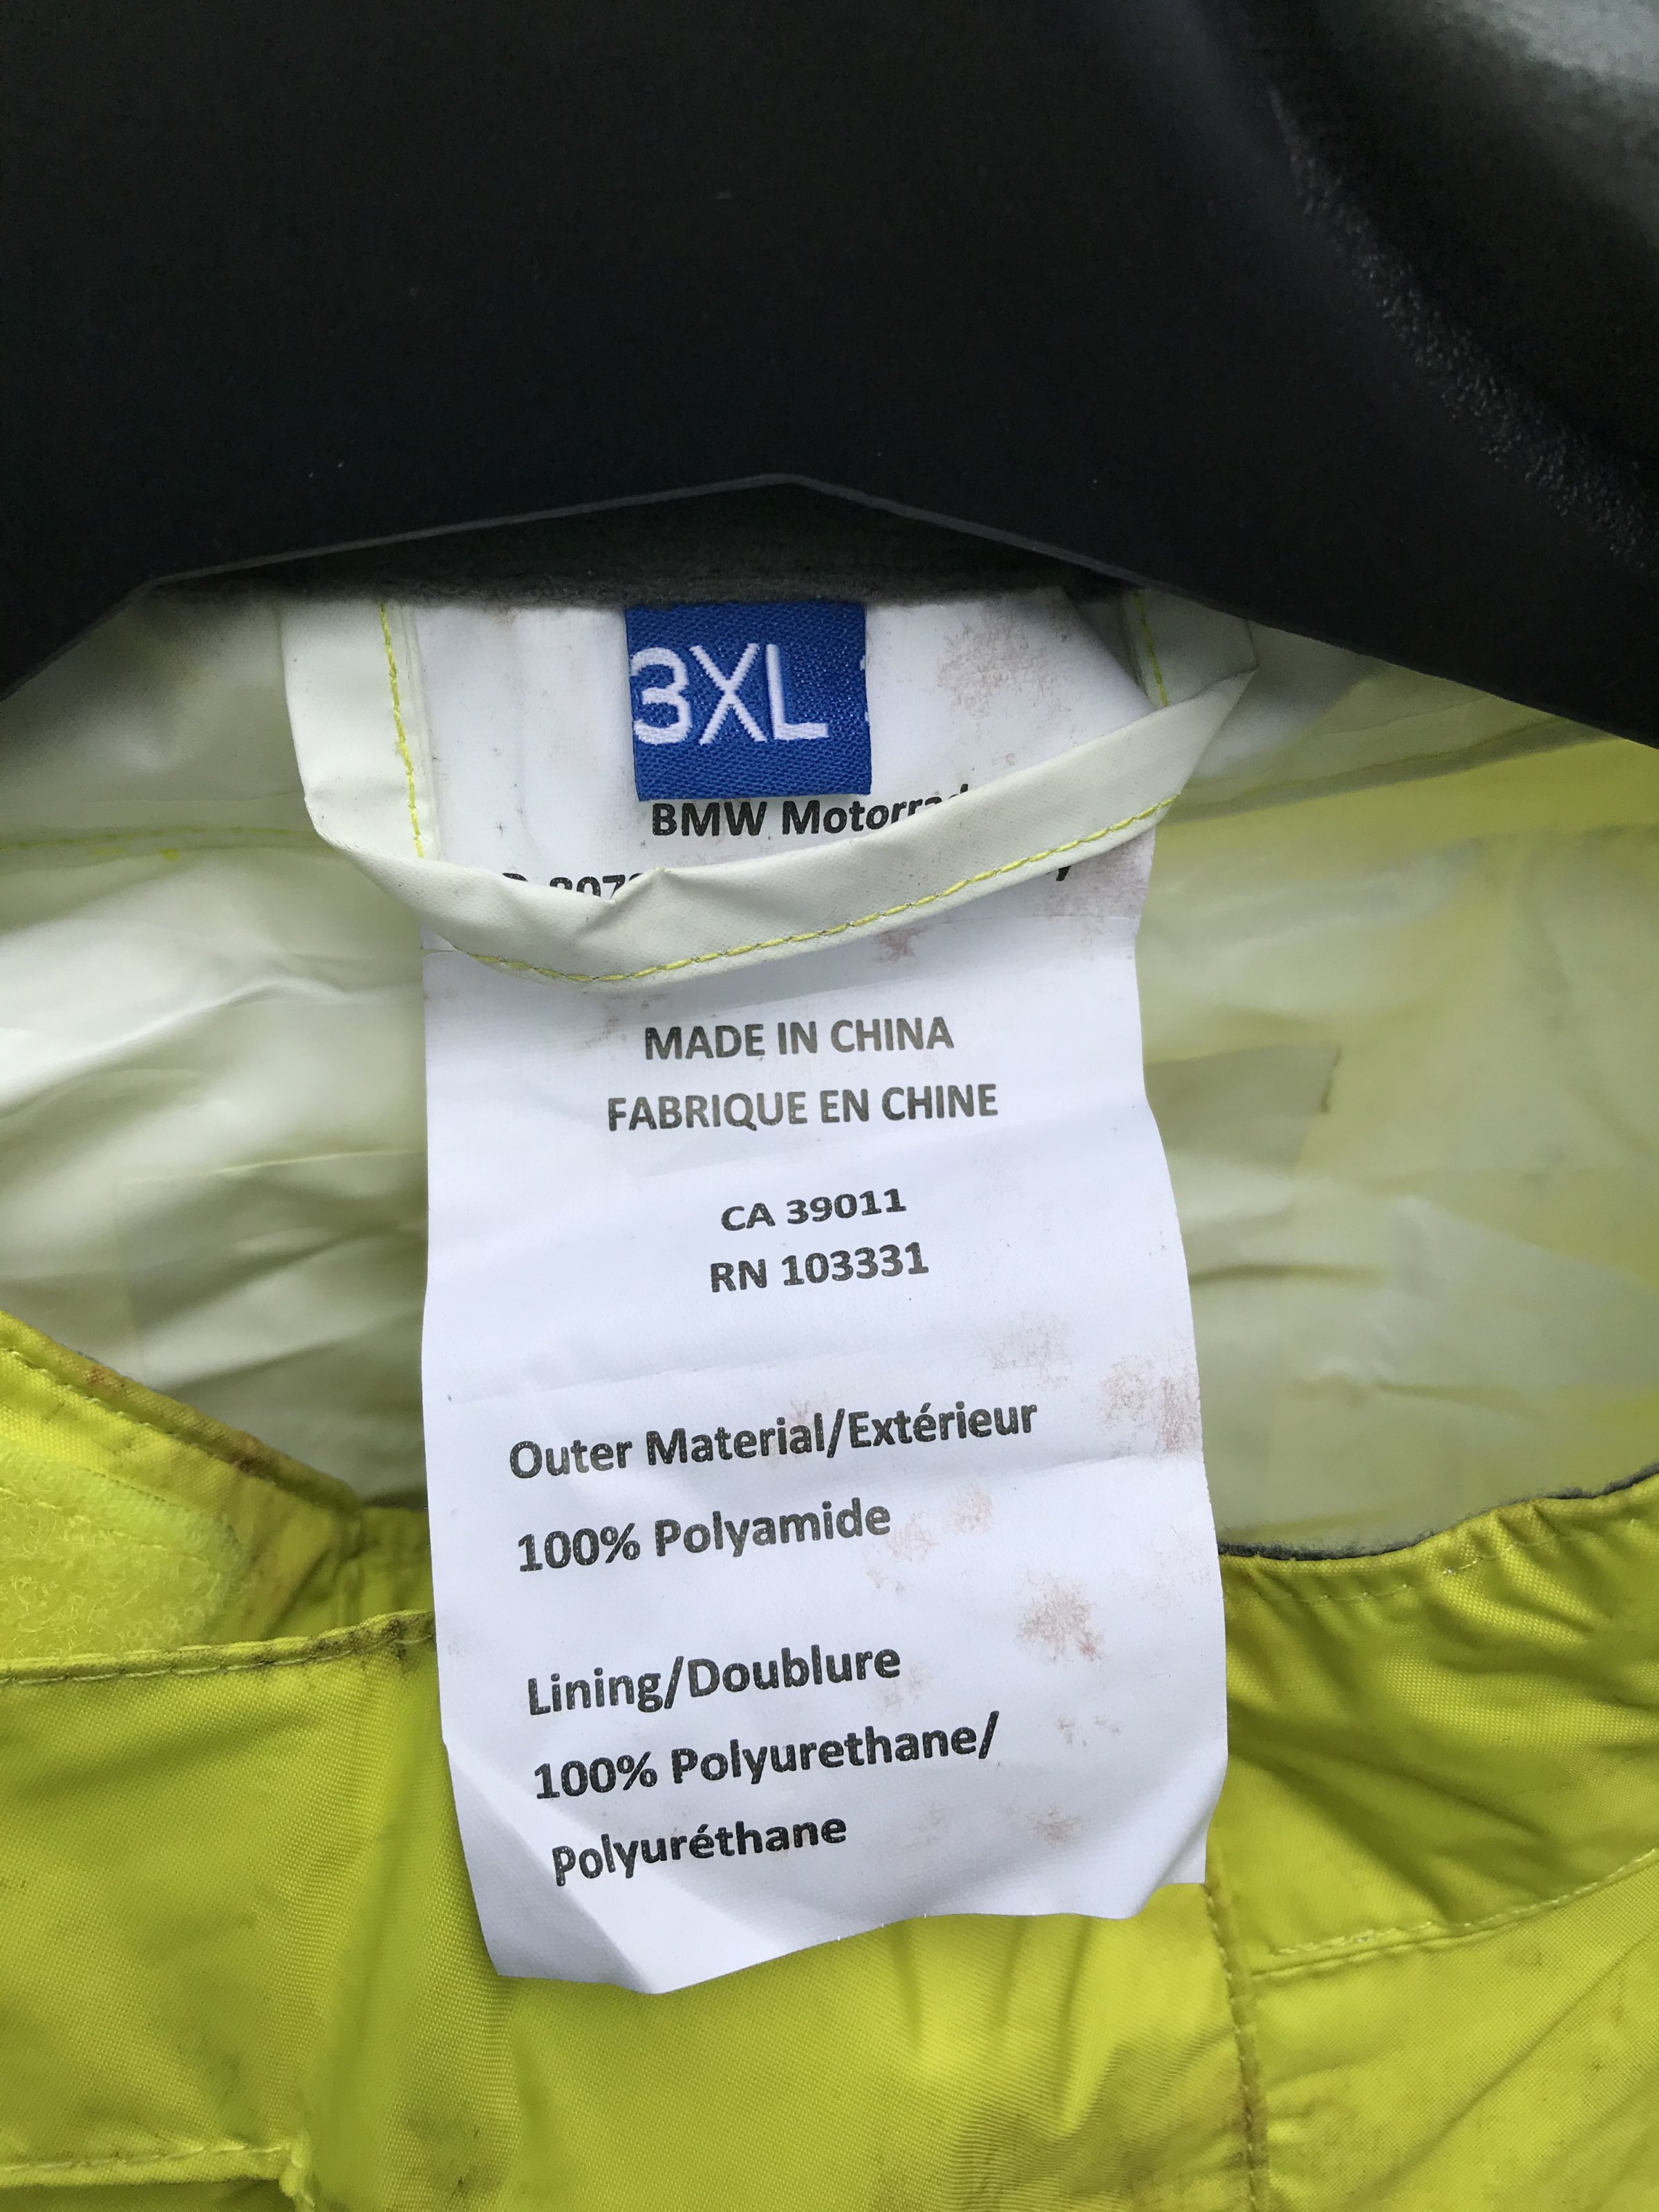 3XL
BMW Motorrad
MADE IN CHINA
FABRIQUE EN CHINE
CA 39011
RN 103331
Outer Material/Extérieur
100% Polyamide
Lining/Doublure
100% Polyurethane/
Polyuréthane